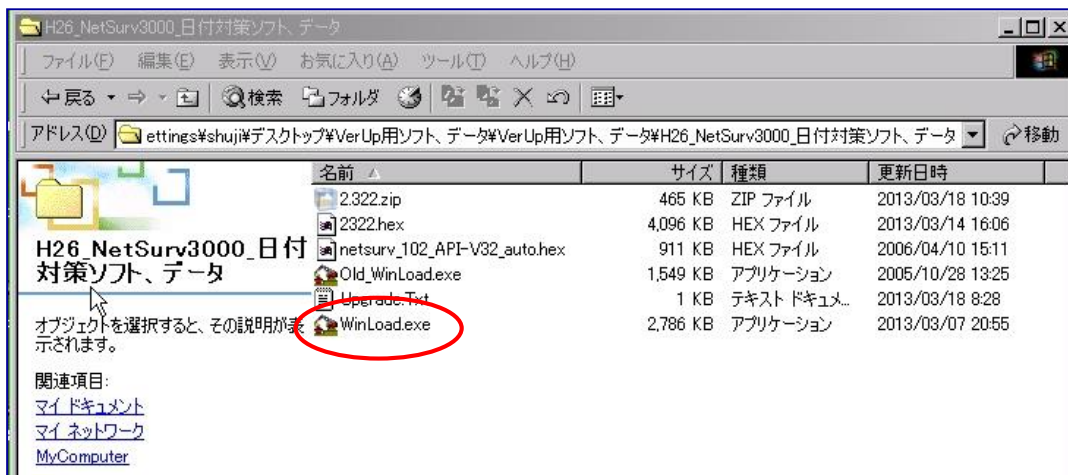 H26_NetSurv3000_日付対策ソフト、データ
ファイル(F) 編集(E) 表示(V) お気に入り(A) ツール(T) ヘルプ(H)
戻る 検索 フォルダ
アドレス(D) ettings¥shuji¥デスクトップ¥VerUp用ソフト、データ¥VerUp用ソフト、データ¥H26_NetSurv3000_日付対策ソフト、データ 移動
名前 サイズ 種類 更新日時
2.322.zip 465 KB ZIP ファイル 2013/03/18 10:39
2322.hex 4,096 KB HEX ファイル 2013/03/14 16:06
netsurv_102_API-V32_auto.hex 911 KB HEX ファイル 2006/04/10 15:11
Old_WinLoad.exe 1,549 KB アプリケーション 2005/10/28 13:25
Upgrade.Txt 1 KB テキスト ドキュメ... 2013/03/18 8:28
WinLoad.exe 2,786 KB アプリケーション 2013/03/07 20:55
H26_NetSurv3000_日付
対策ソフト、データ
オブジェクトを選択すると、その説明が表
示されます。
関連項目:
マイ ドキュメント
マイ ネットワーク
MyComputer